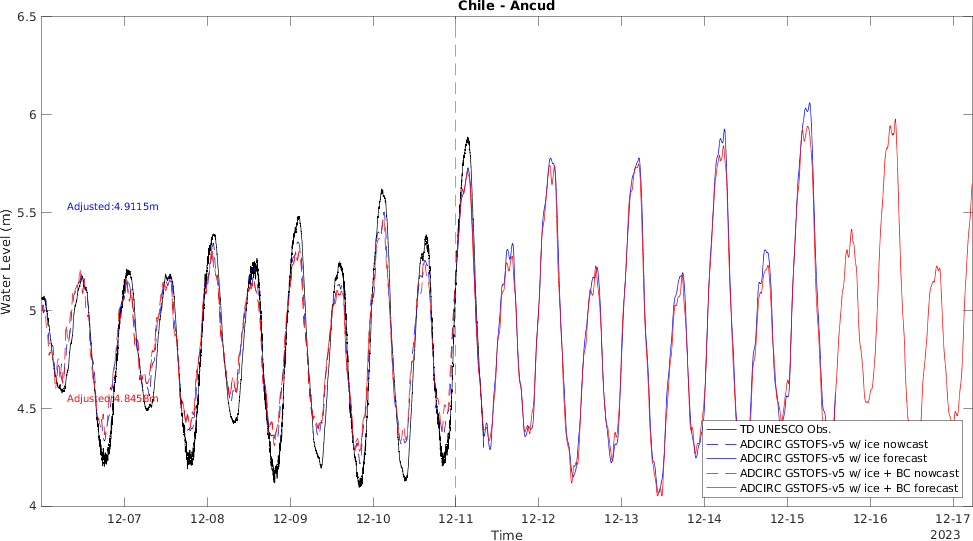 Chile - Ancud
6.5
6
5.5
5
4.5
4
Water Level (m)
Adjusted:4.9115m
Adjusted:4.8458m
TD UNESCO Obs.
ADCIRC GSTOFS-v5 w/ ice nowcast
ADCIRC GSTOFS-v5 w/ ice forecast
ADCIRC GSTOFS-v5 w/ ice + BC nowcast
ADCIRC GSTOFS-v5 w/ ice + BC forecast
12-07 12-08 12-09 12-10 12-11 12-12 12-13 12-14 12-15 12-16 12-17
Time
2023